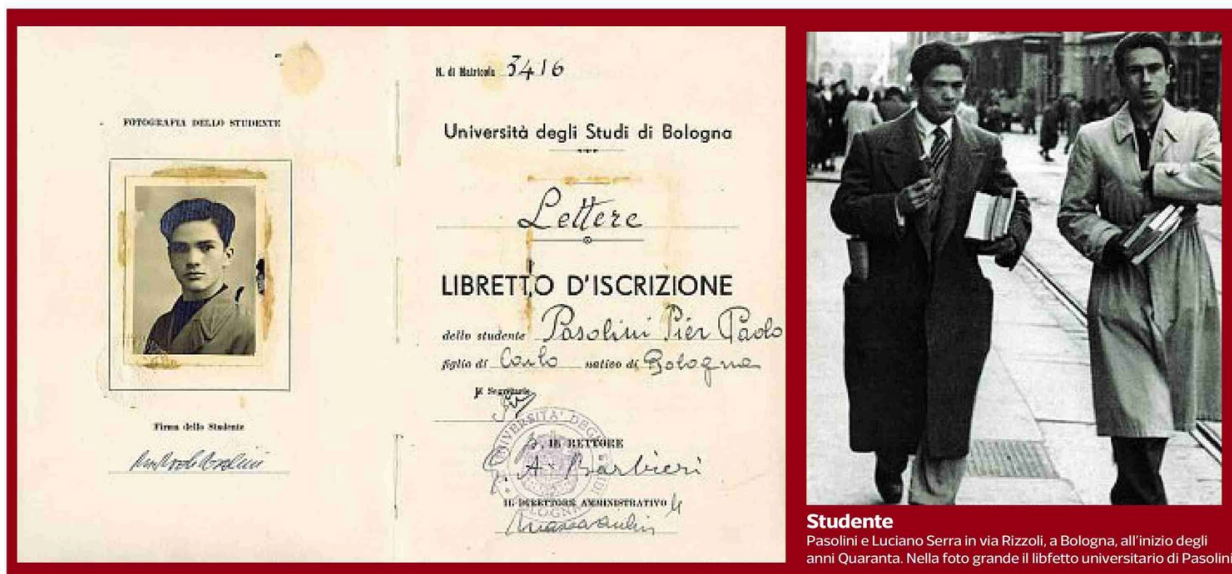 FOTOGRAFIA DELLO STUDENTE
Firma dello Studente
N. di Matricola 3416
Università degli Studi di Bologna
Lettere
LIBRETTO D'ISCRIZIONE
dello studente Pasolini Pier Paolo
figlio di Carlo nativo di Bologna
Il Segretario
IL RETTORE
G. A. Barbieri
IL DIRETTORE AMMINISTRATIVO
Studente
Pasolini e Luciano Serra in via Rizzoli, a Bologna, all'inizio degli
anni Quaranta. Nella foto grande il libfetto universitario di Pasolini